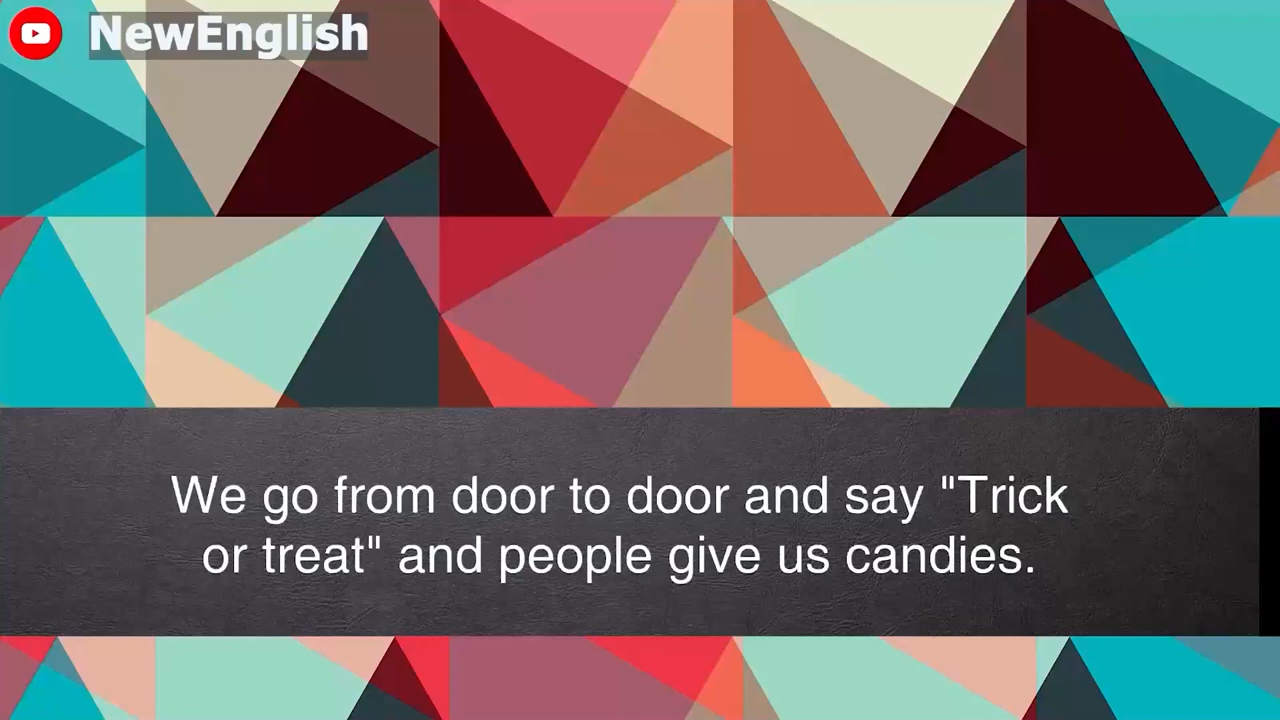 NewEnglish
We go from door to door and say "Trick
or treat" and people give us candies.